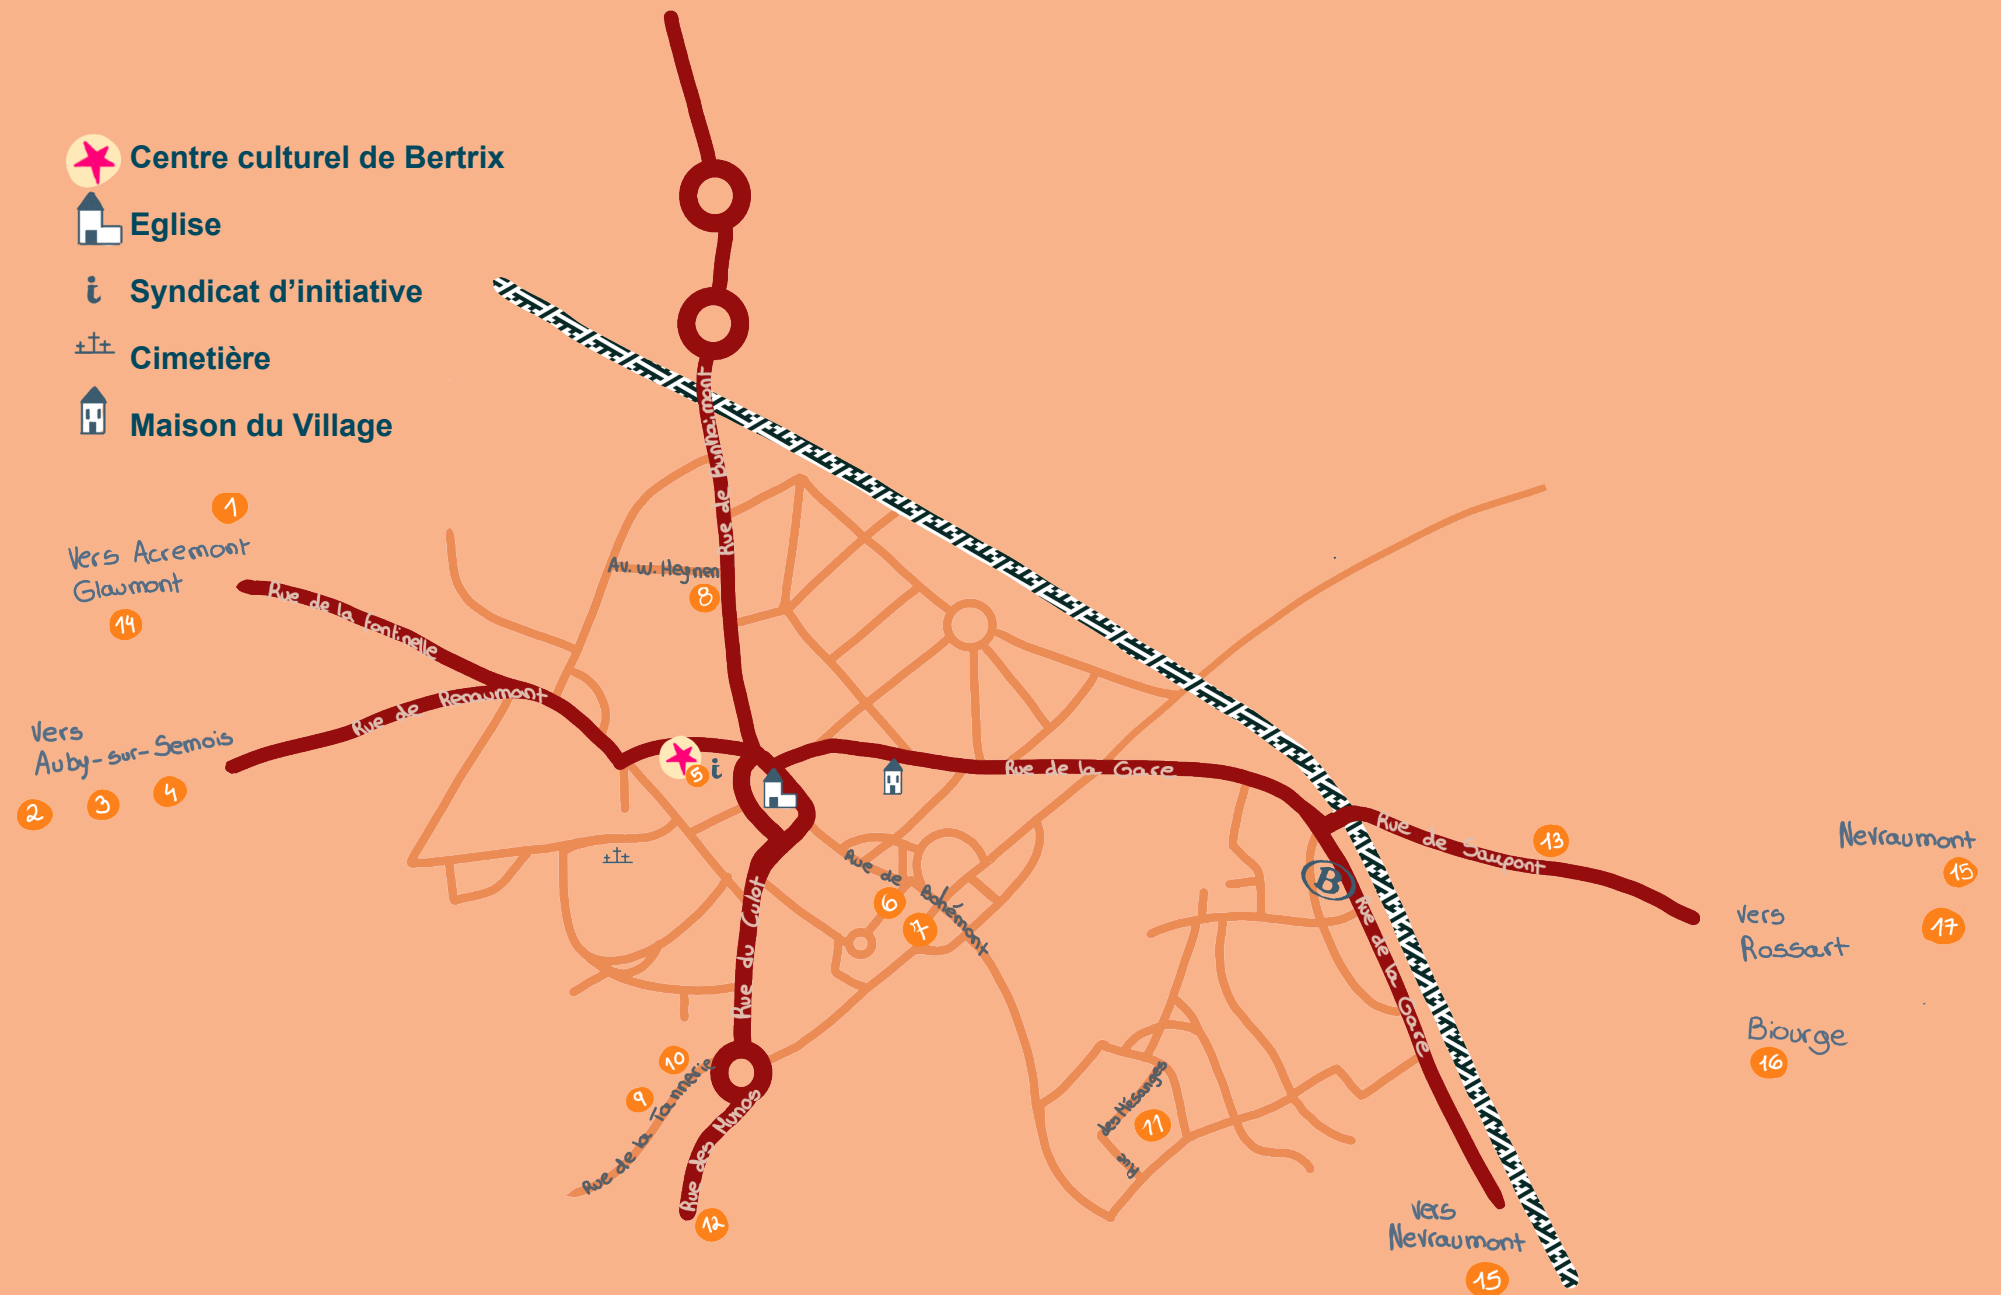 Centre culturel de Bertrix
Eglise
i
Syndicat d’initiative
Cimetière
Maison du Village
1
Vers Acremont
Glaumont
14
Rue de la fontinelle
Rue de Renaumont
Vers
Auby-sur-Semois
2
3
4
Rue de Burhaimont
Av. W. Heynen
8
5
i
Rue de la Gare
Rue de Saupont
13
Nevraumont
15
17
vers
Rossart
Biourge
16
B
Rue de la Gare
Rue de Bohémont
6
7
Rue du Culot
10
9
Rue de la Tannerie
Rue des Munos
12
Rue des Mésanges
11
vers
Nevraumont
15